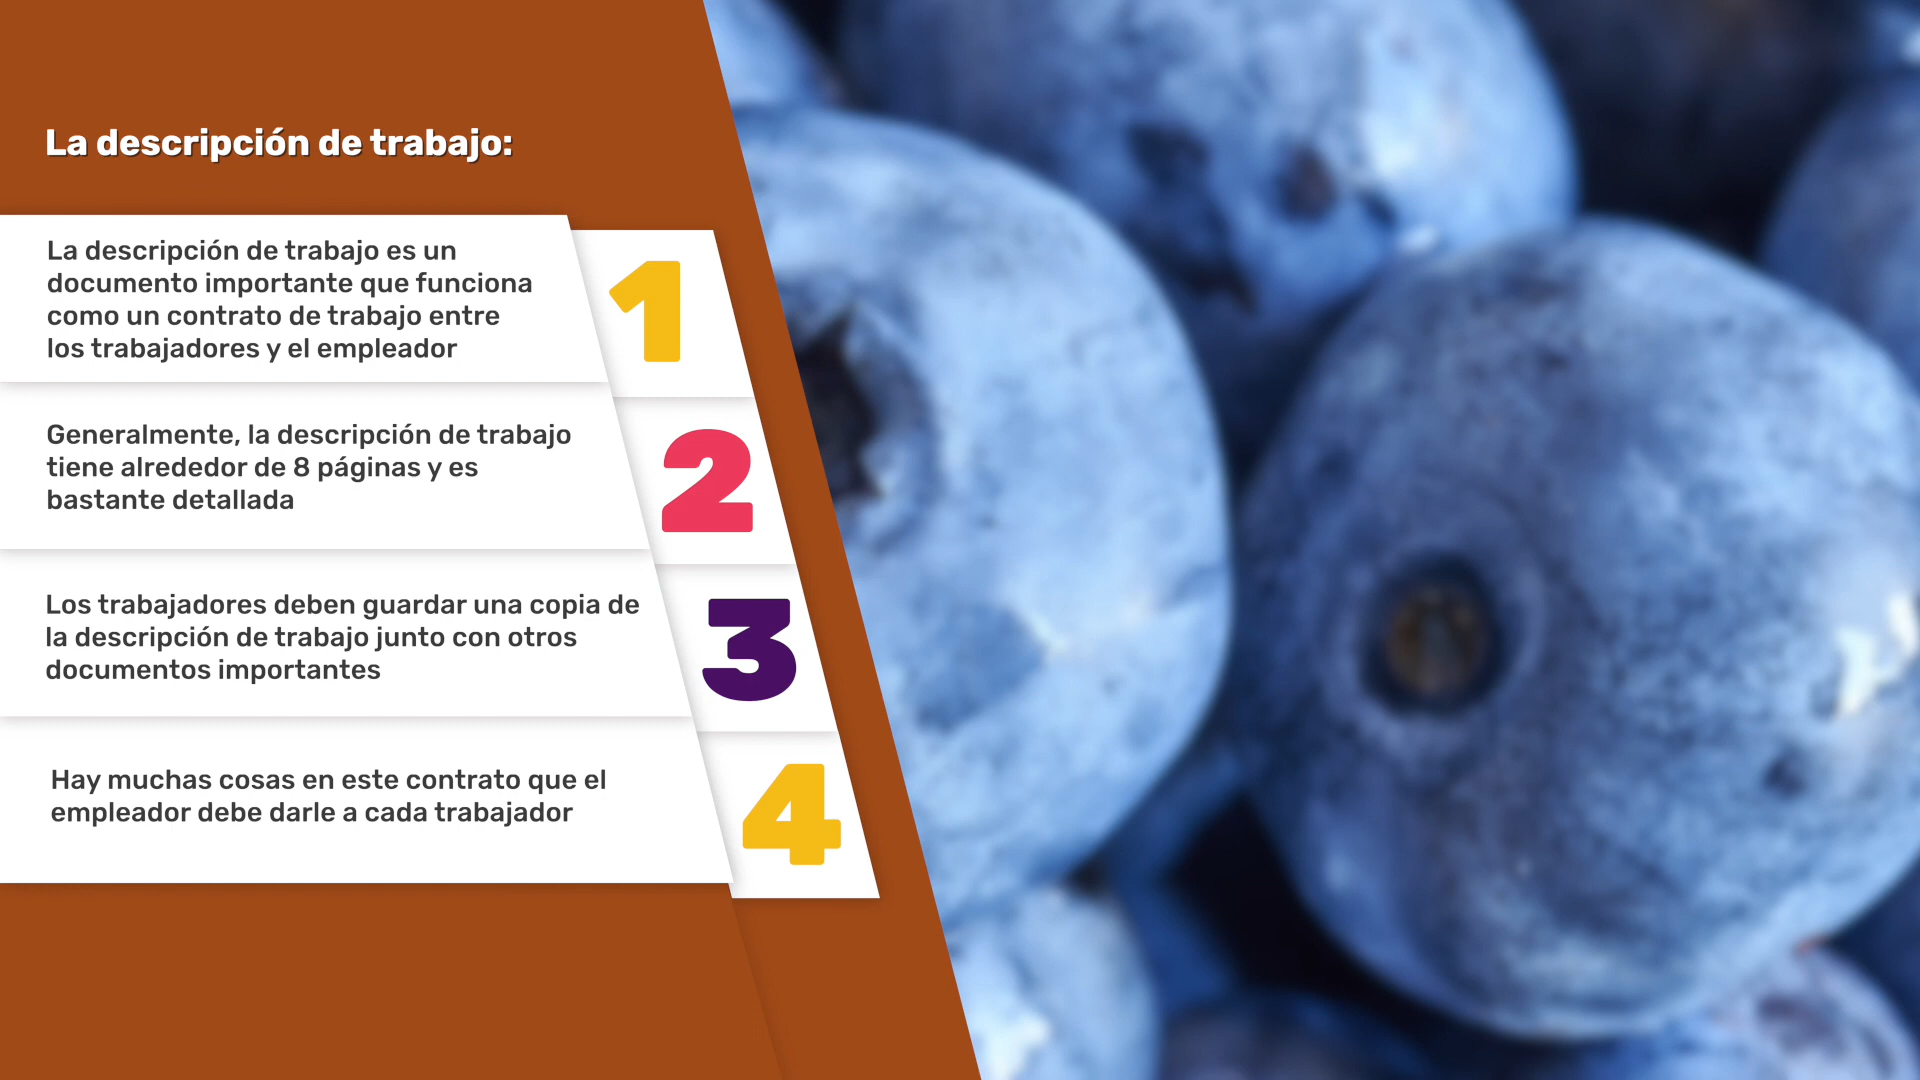 La descripción de trabajo:
La descripción de trabajo es un
documento importante que funciona
como un contrato de trabajo entre
los trabajadores y el empleador
1
Generalmente, la descripción de trabajo
tiene alrededor de 8 páginas y es
bastante detallada
2
Los trabajadores deben guardar una copia de
la descripción de trabajo junto con otros
documentos importantes
3
Hay muchas cosas en este contrato que el
empleador debe darle a cada trabajador
4